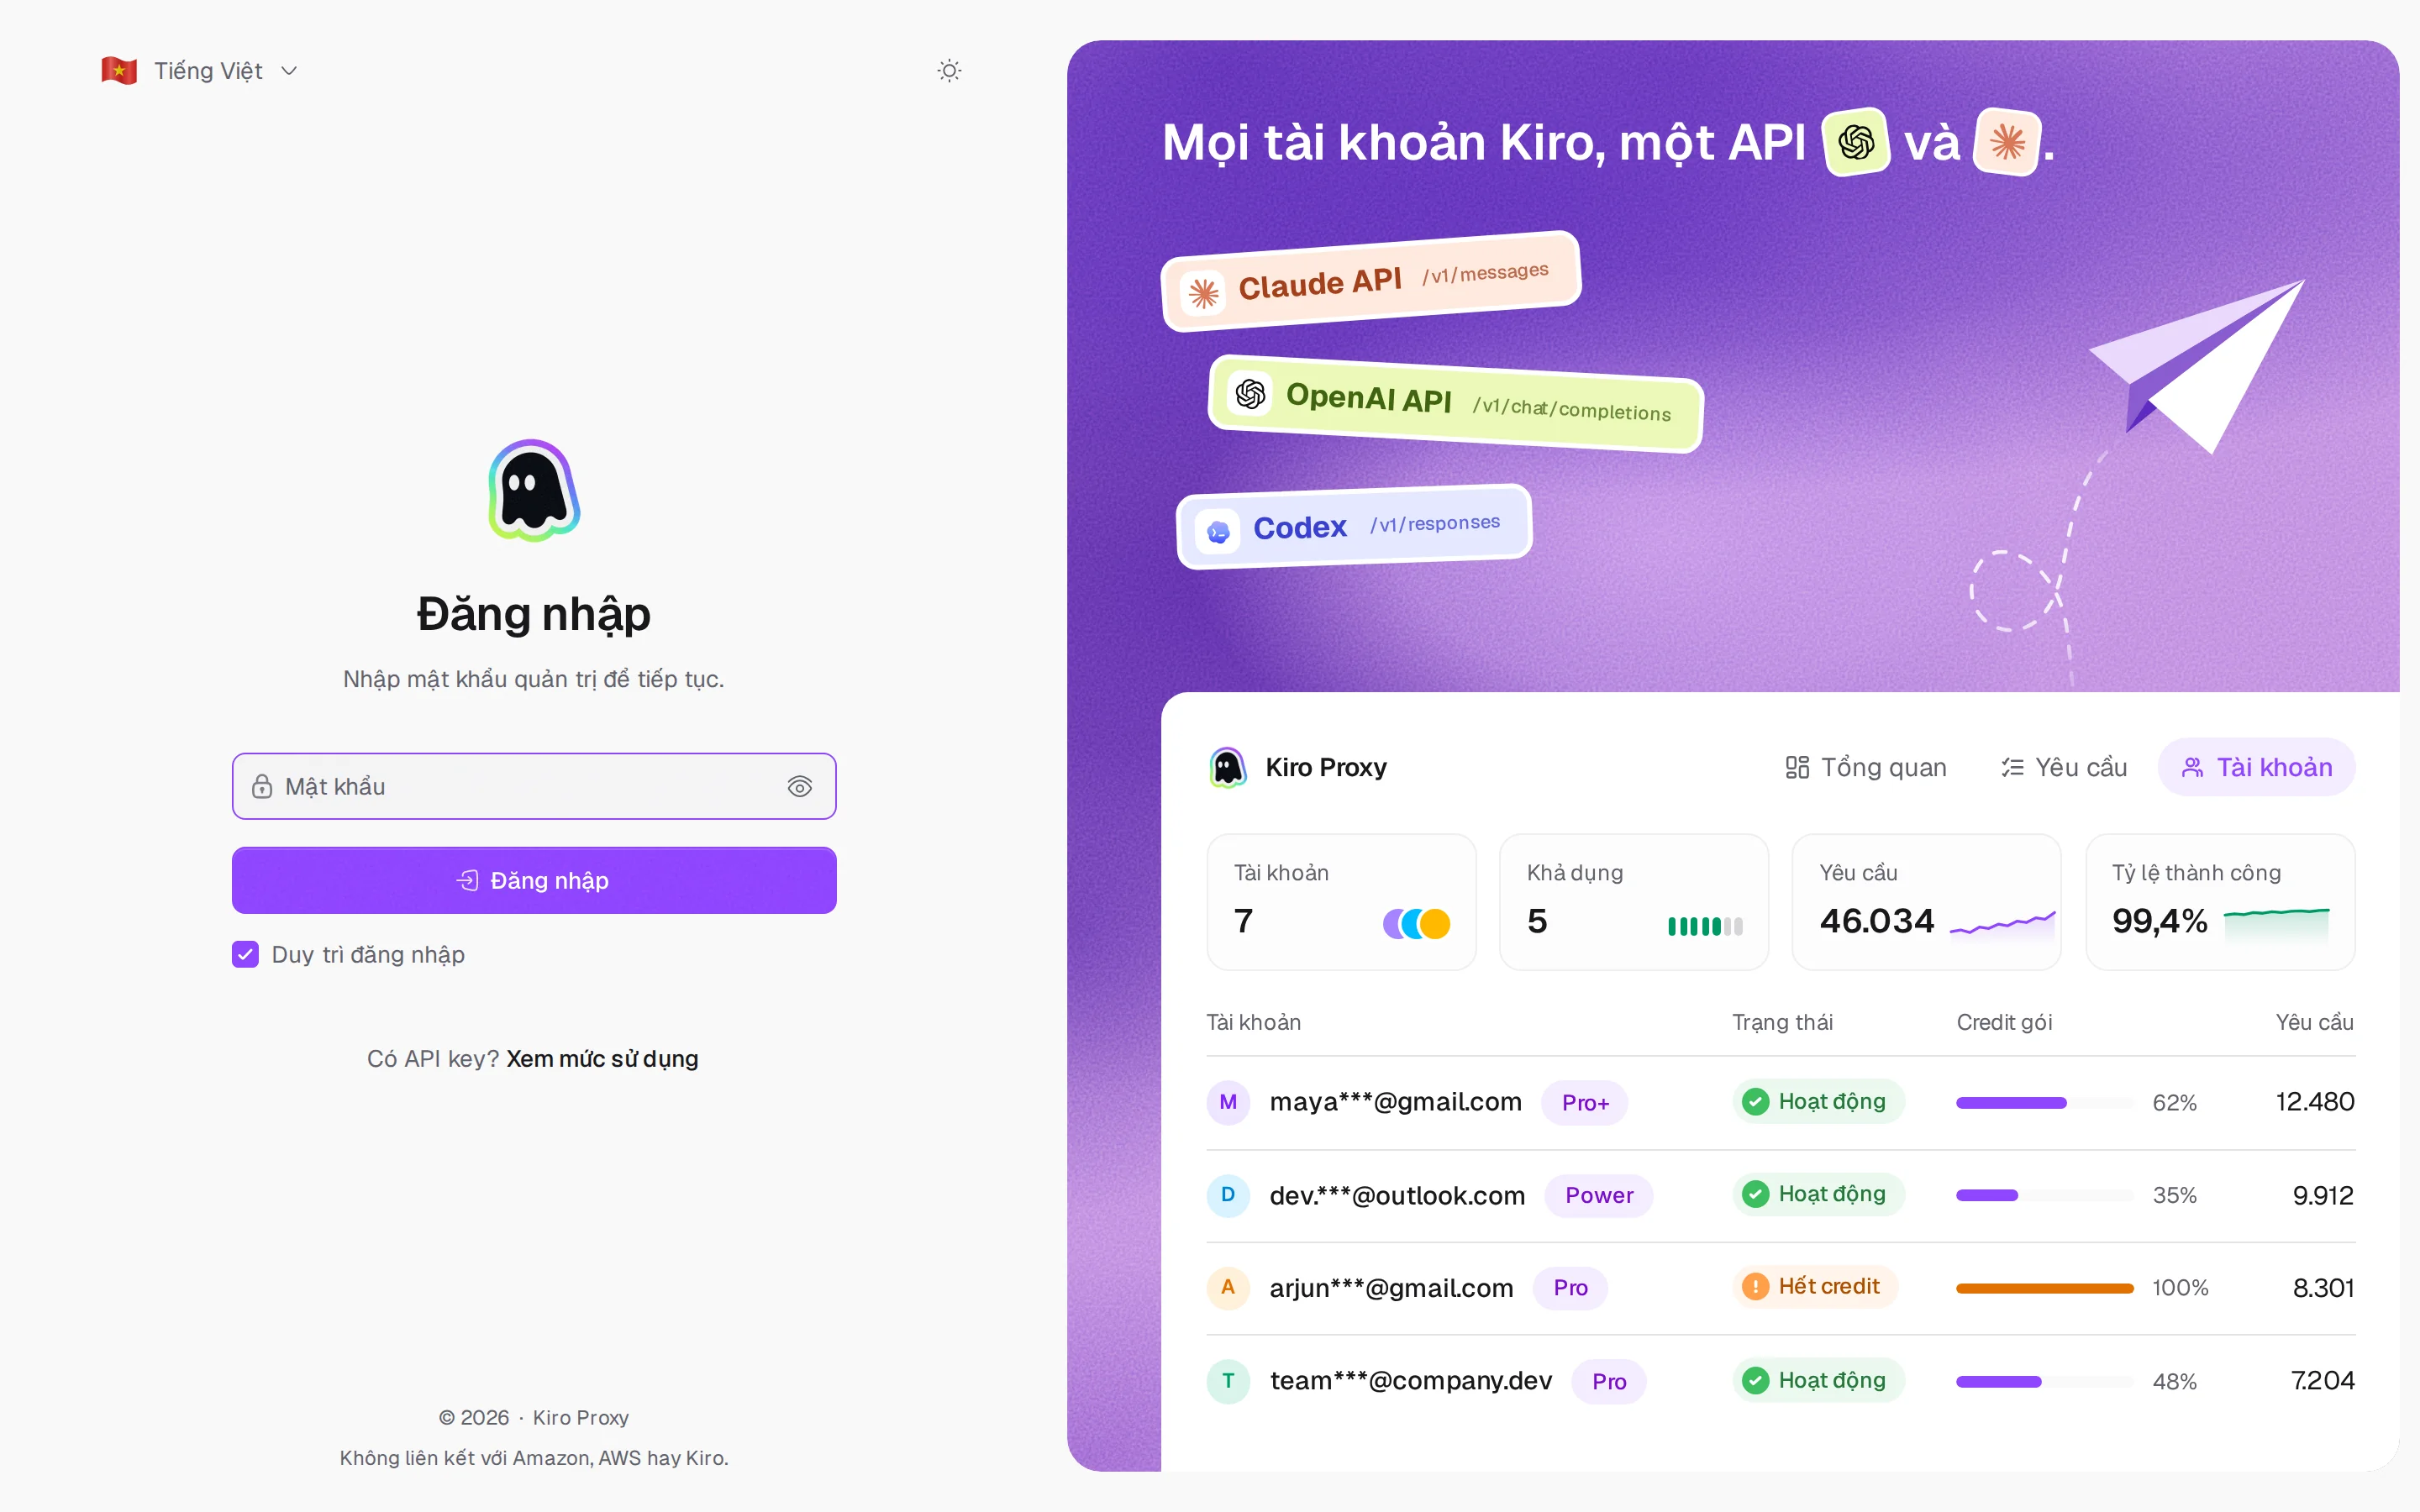 Tiếng Việt
Đăng nhập
Nhập mật khẩu quản trị để tiếp tục.
Mật khẩu
Đăng nhập
Duy trì đăng nhập
Có API key? Xem mức sử dụng
© 2026 · Kiro Proxy
Không liên kết với Amazon, AWS hay Kiro.
Mọi tài khoản Kiro, một API và .
Claude API /v1/messages
OpenAI API /v1/chat/completions
Codex /v1/responses
Kiro Proxy Tổng quan Yêu cầu Tài khoản
Tài khoản Khả dụng Yêu cầu Tỷ lệ thành công
7 5 46.034 99,4%
Tài khoản Trạng thái Credit gói Yêu cầu
M maya***@gmail.com Pro+ Hoạt động 62% 12.480
D dev.***@outlook.com Power Hoạt động 35% 9.912
A arjun***@gmail.com Pro Hết credit 100% 8.301
T team***@company.dev Pro Hoạt động 48% 7.204